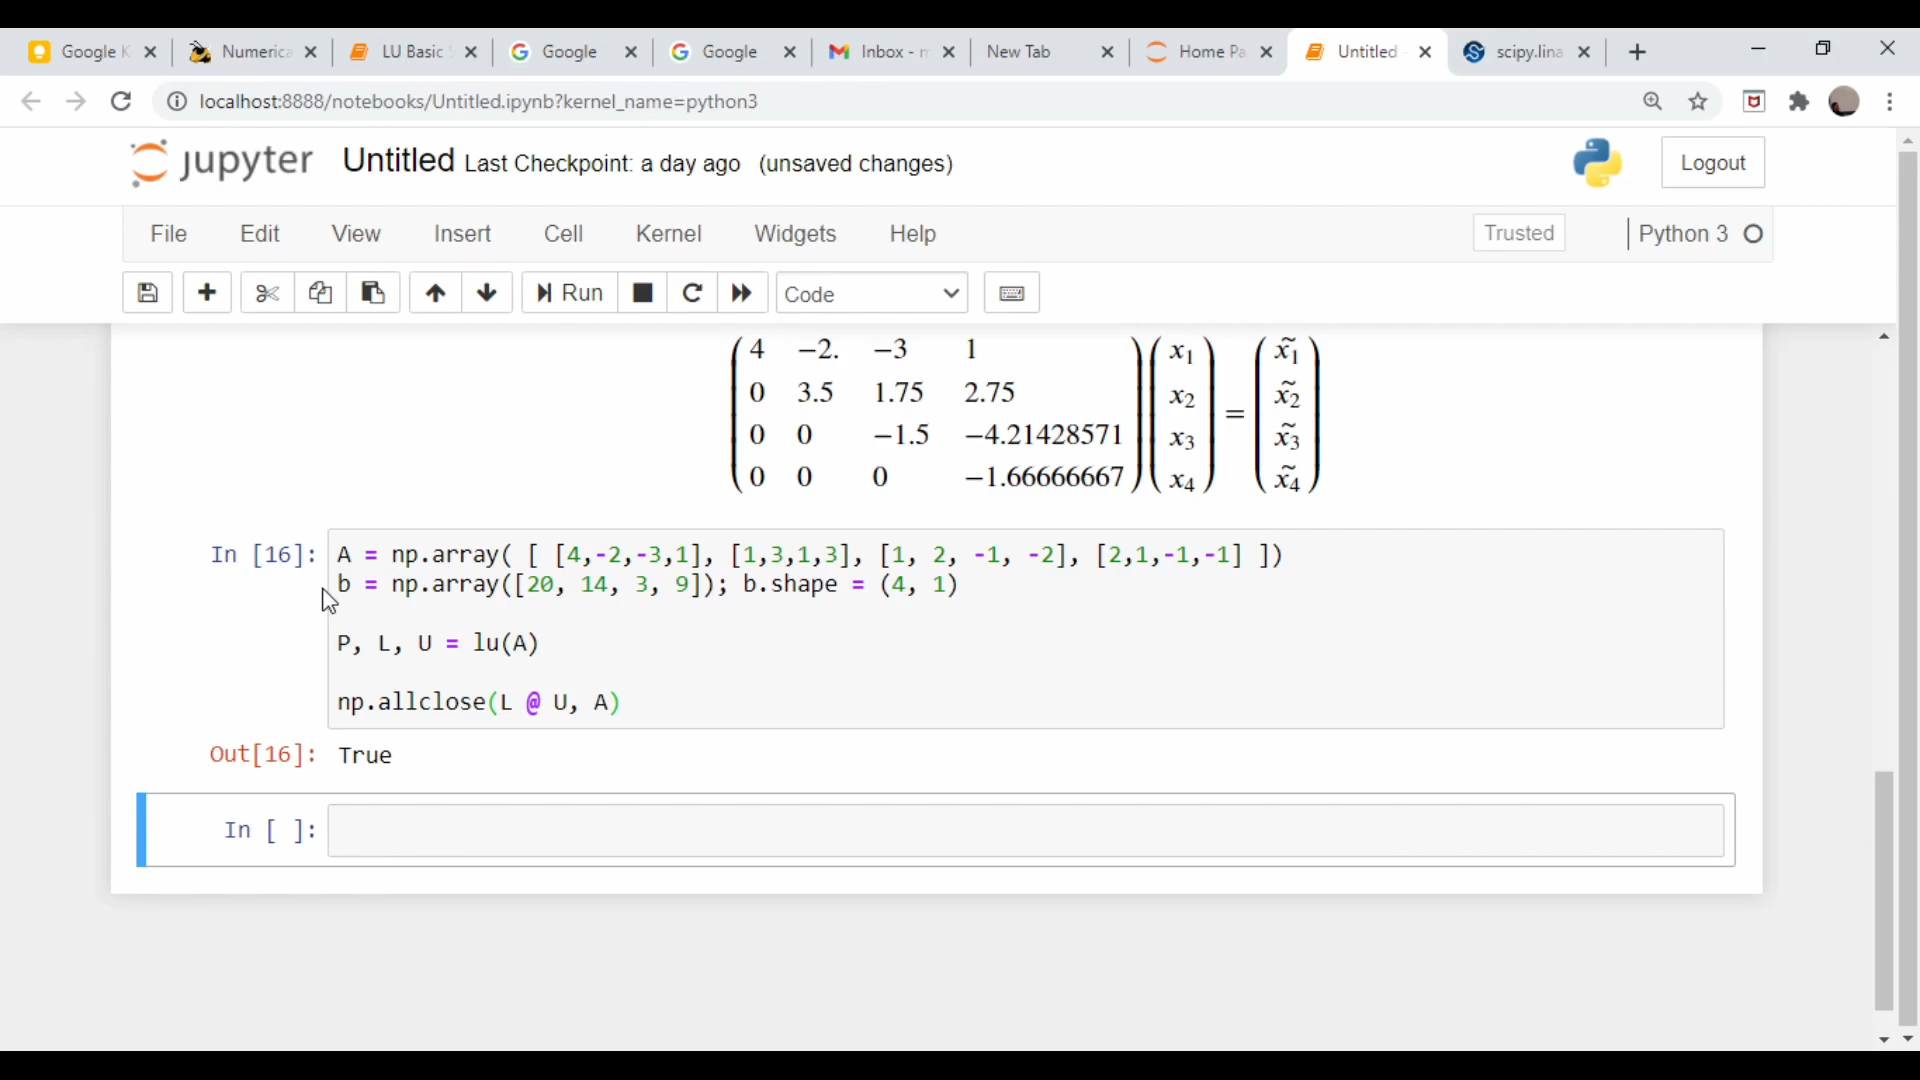 Google K
Numerica
LU Basic S
Google
Google
Inbox - m
New Tab
Home Pa
Untitled
scipy.lina
localhost:8888/notebooks/Untitled.ipynb?kernel_name=python3
jupyter Untitled Last Checkpoint: a day ago (unsaved changes)
Logout
File Edit View Insert Cell Kernel Widgets Help
Trusted
Python 3
Run
Code
4 −2. −3 1 x1 x̃1
0 3.5 1.75 2.75 x2 x̃2
=
0 0 −1.5 −4.21428571 x3 x̃3
0 0 0 −1.66666667 x4 x̃4
In [16]: A = np.array( [ [4,-2,-3,1], [1,3,1,3], [1, 2, -1, -2], [2,1,-1,-1] ])
b = np.array([20, 14, 3, 9]); b.shape = (4, 1)
P, L, U = lu(A)
np.allclose(L @ U, A)
Out[16]: True
In [ ]: